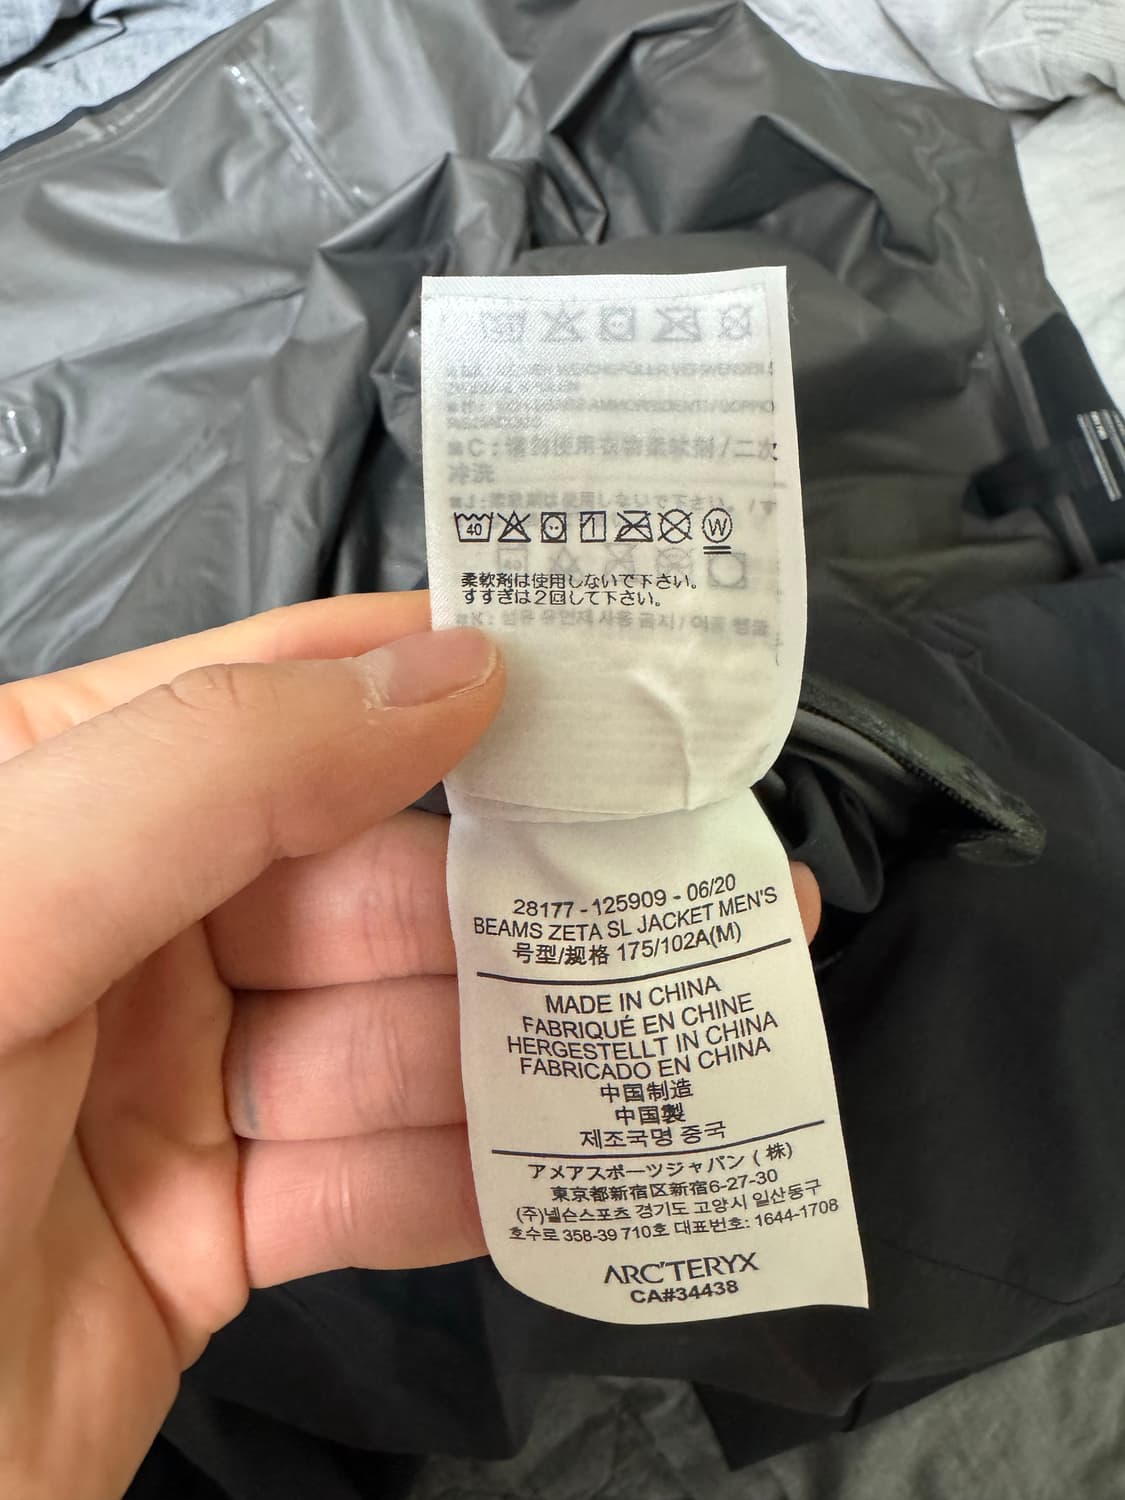 ■C：请勿使用衣物柔软剂/二次
冲洗
40
W
柔軟剤は使用しないで下さい。
すすぎは２回して下さい。
28177 - 125909 - 06/20
BEAMS ZETA SL JACKET MEN'S
号型/规格 175/102A(M)
MADE IN CHINA
FABRIQUÉ EN CHINE
HERGESTELLT IN CHINA
FABRICADO EN CHINA
中国制造
中国製
제조국명 중국
アメアスポーツジャパン（株）
東京都新宿区新宿6-27-30
(주)넬슨스포츠 경기도 고양시 일산동구
호수로 358-39 710호 대표번호: 1644-1708
ARC'TERYX
CA#34438